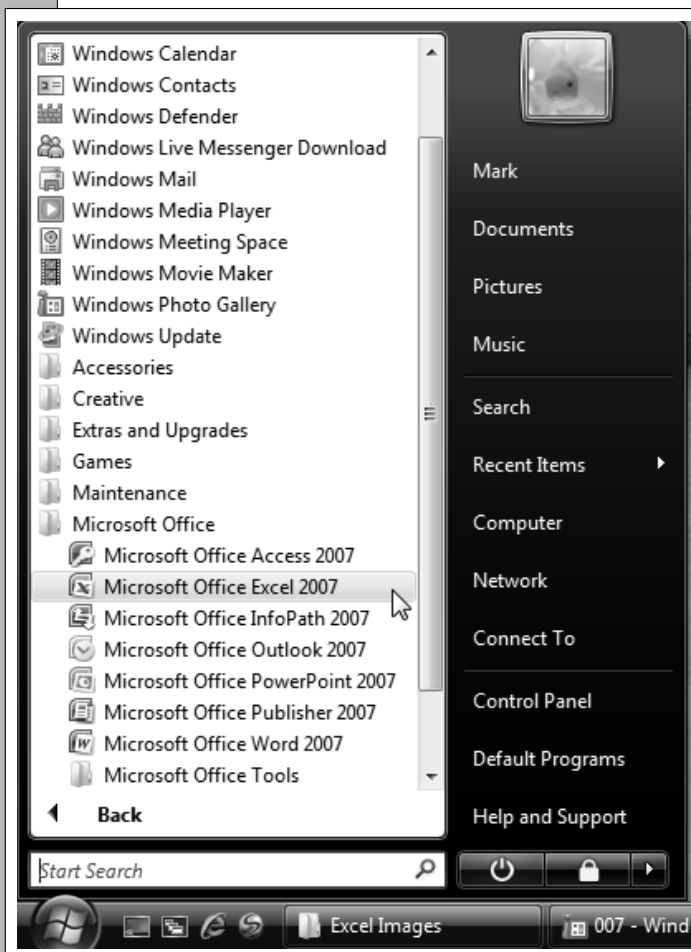 Windows Calendar
Windows Contacts
Windows Defender
Windows Live Messenger Download
Windows Mail
Windows Media Player
Windows Meeting Space
Windows Movie Maker
Windows Photo Gallery
Windows Update
Accessories
Creative
Extras and Upgrades
Games
Maintenance
Microsoft Office
Microsoft Office Access 2007
Microsoft Office Excel 2007
Microsoft Office InfoPath 2007
Microsoft Office Outlook 2007
Microsoft Office PowerPoint 2007
Microsoft Office Publisher 2007
Microsoft Office Word 2007
Microsoft Office Tools
Back
Start Search
Mark
Documents
Pictures
Music
Search
Recent Items
Computer
Network
Connect To
Control Panel
Default Programs
Help and Support
Excel Images
007 - Wind